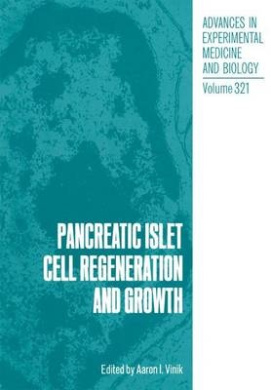 ADVANCES IN
EXPERIMENTAL
MEDICINE
AND BIOLOGY
Volume 321
PANCREATIC ISLET
CELL REGENERATION
AND GROWTH
Edited by Aaron I. Vinik